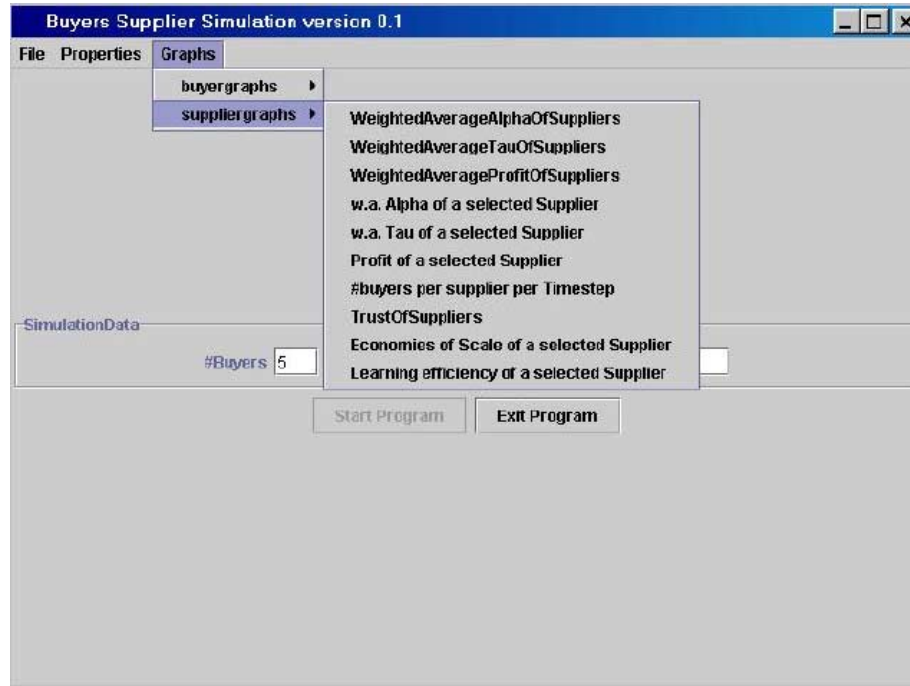 Buyers Supplier Simulation version 0.1
File Properties Graphs
buyergraphs
suppliergraphs
WeightedAverageAlphaOfSuppliers
WeightedAverageTauOfSuppliers
WeightedAverageProfitOfSuppliers
w.a. Alpha of a selected Supplier
w.a. Tau of a selected Supplier
Profit of a selected Supplier
#buyers per supplier per Timestep
TrustOfSuppliers
Economies of Scale of a selected Supplier
Learning efficiency of a selected Supplier
SimulationData
#Buyers 5
Start Program Exit Program